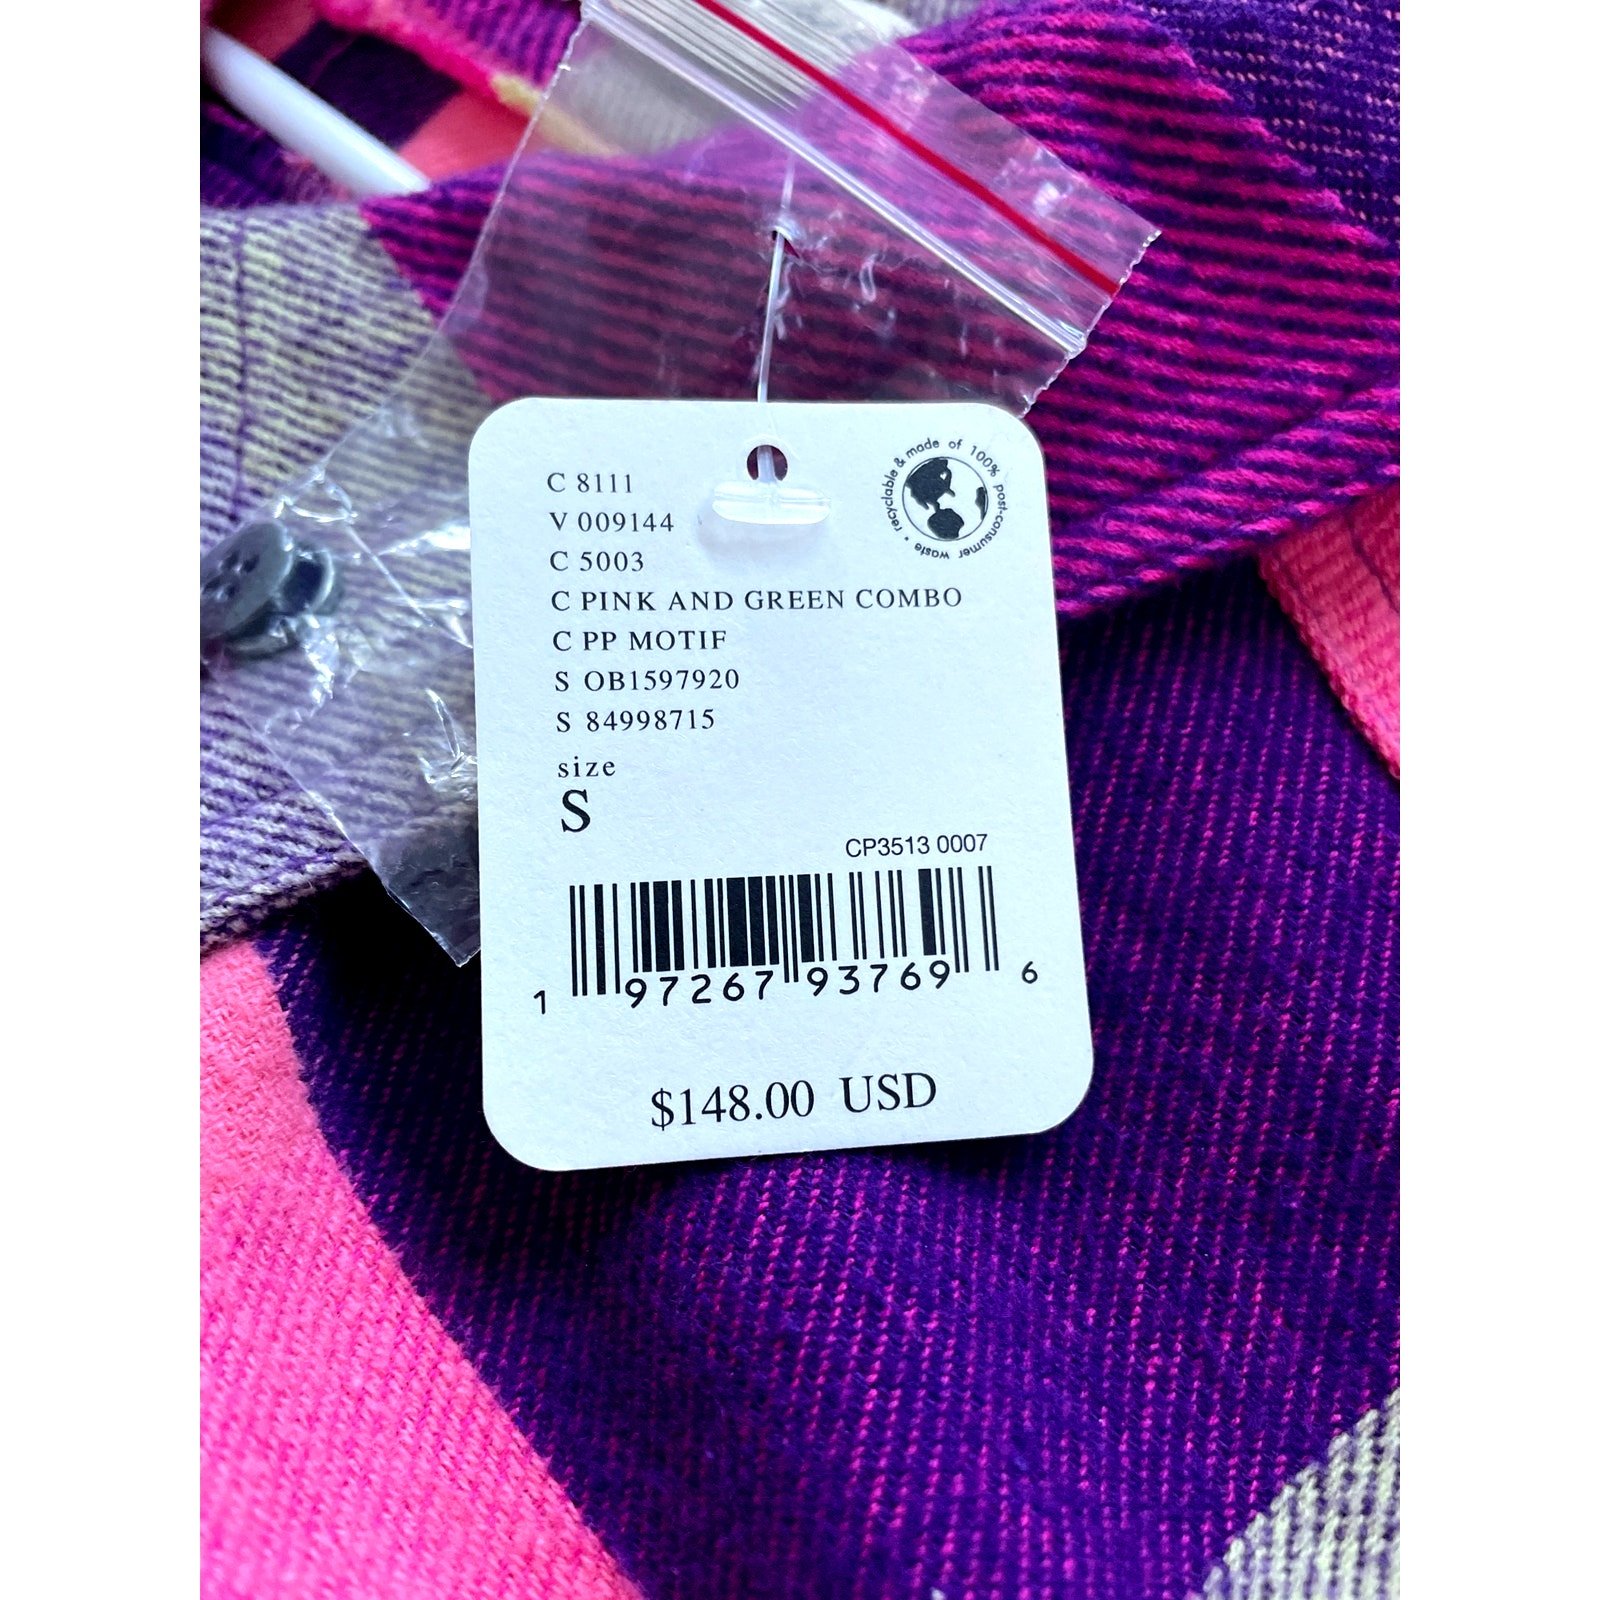 recyclable & made of 100% post-consumer waste •
C 8111
V 009144
C 5003
C PINK AND GREEN COMBO
C PP MOTIF
S OB1597920
S 84998715
size
S
CP3513 0007
1 97267 93769 6
$148.00 USD